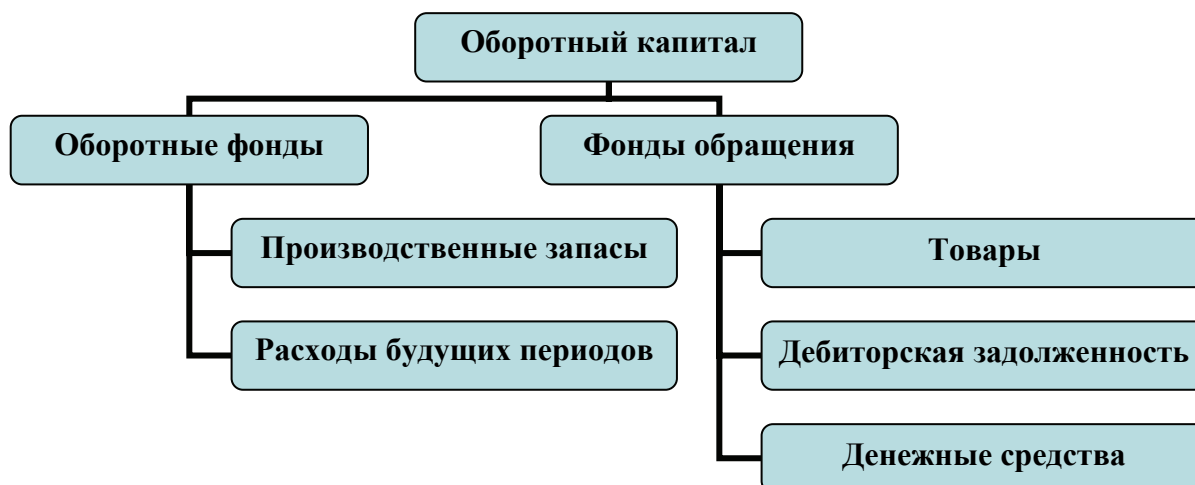 Оборотный капитал
Оборотные фонды
Фонды обращения
Производственные запасы
Товары
Расходы будущих периодов
Дебиторская задолженность
Денежные средства